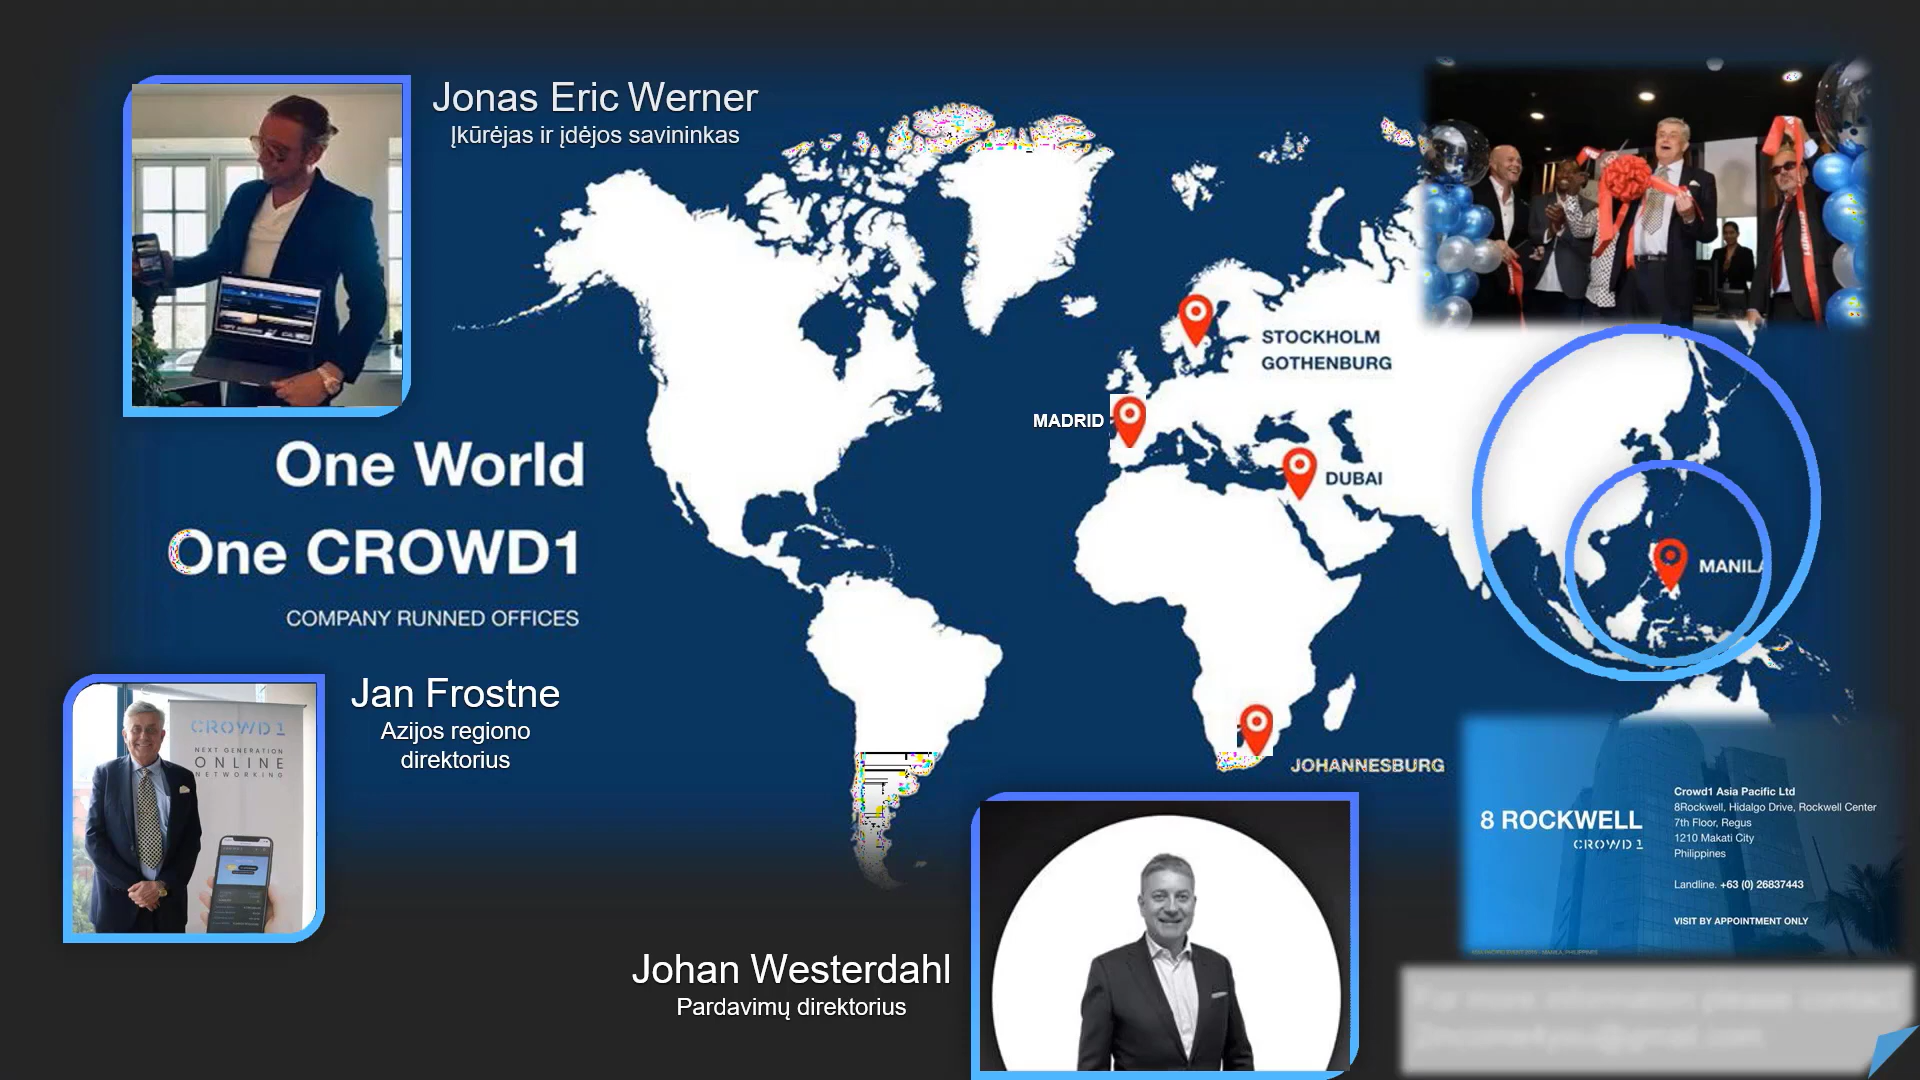 Jonas Eric Werner
Įkūrėjas ir įdėjos savininkas
STOCKHOLM
GOTHENBURG
MADRID
DUBAI
MANILA
JOHANNESBURG
One World
One CROWD1
COMPANY RUNNED OFFICES
Jan Frostne
Azijos regiono
direktorius
CROWD1
NEXT GENERATION
ONLINE
NETWORKING
Johan Westerdahl
Pardavimų direktorius
8 ROCKWELL
CROWD1
Crowd1 Asia Pacific Ltd
8Rockwell, Hidalgo Drive, Rockwell Center
7th Floor, Regus
1210 Makati City
Philippines
Landline. +63 (0) 26837443
VISIT BY APPOINTMENT ONLY